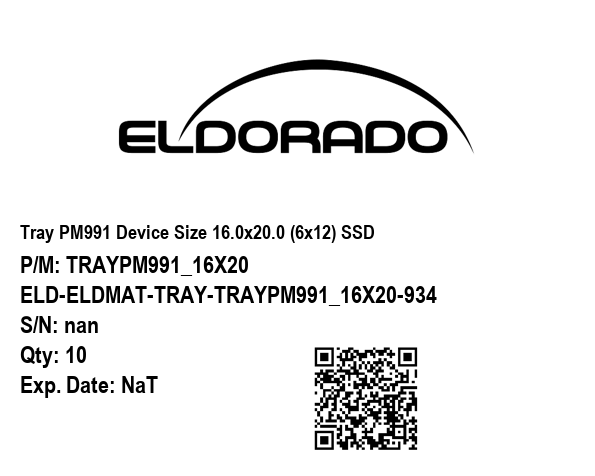 ELDORADO
Tray PM991 Device Size 16.0x20.0 (6x12) SSD
P/M: TRAYPM991_16X20
ELD-ELDMAT-TRAY-TRAYPM991_16X20-934
S/N: nan
Qty: 10
Exp. Date: NaT